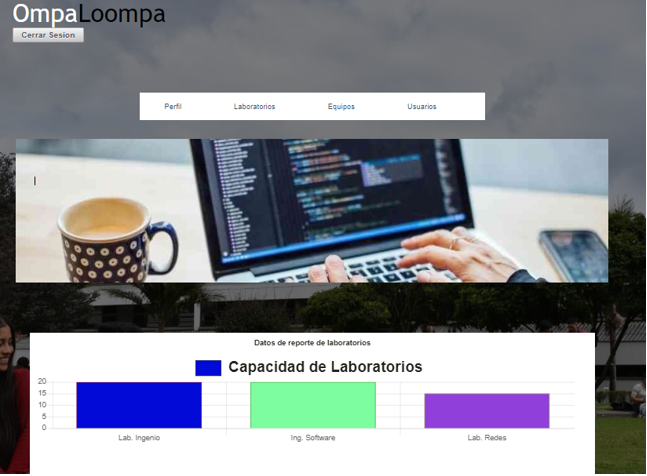 OmpaLoompa
Cerrar Sesion
Perfil Laboratorios Equipos Usuarios
Datos de reporte de laboratorios
Capacidad de Laboratorios
20
15
10
5
0
Lab. Ingenio Ing. Software Lab. Redes